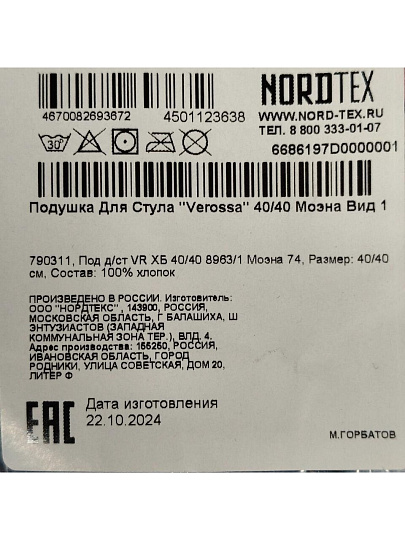 NORDTEX
4670082693672
4501123638
WWW.NORD-TEX.RU
ТЕЛ. 8 800 333-01-07
30°
6686197D0000001
Подушка Для Стула "Verossa" 40/40 Моэна Вид 1
790311, Под д/ст VR ХБ 40/40 8963/1 Моэна 74, Размер: 40/40
см, Состав: 100% хлопок
ПРОИЗВЕДЕНО В РОССИИ. Изготовитель:
ООО "НОРДТЕКС" , 143900, РОССИЯ,
МОСКОВСКАЯ ОБЛАСТЬ, Г БАЛАШИХА, Ш
ЭНТУЗИАСТОВ (ЗАПАДНАЯ
КОММУНАЛЬНАЯ ЗОНА ТЕР.), ВЛД. 4.
Адрес производства: 155250, РОССИЯ,
ИВАНОВСКАЯ ОБЛАСТЬ, ГОРОД
РОДНИКИ, УЛИЦА СОВЕТСКАЯ, ДОМ 20,
ЛИТЕР Ф
EAC
Дата изготовления
22.10.2024
М.ГОРБАТОВ